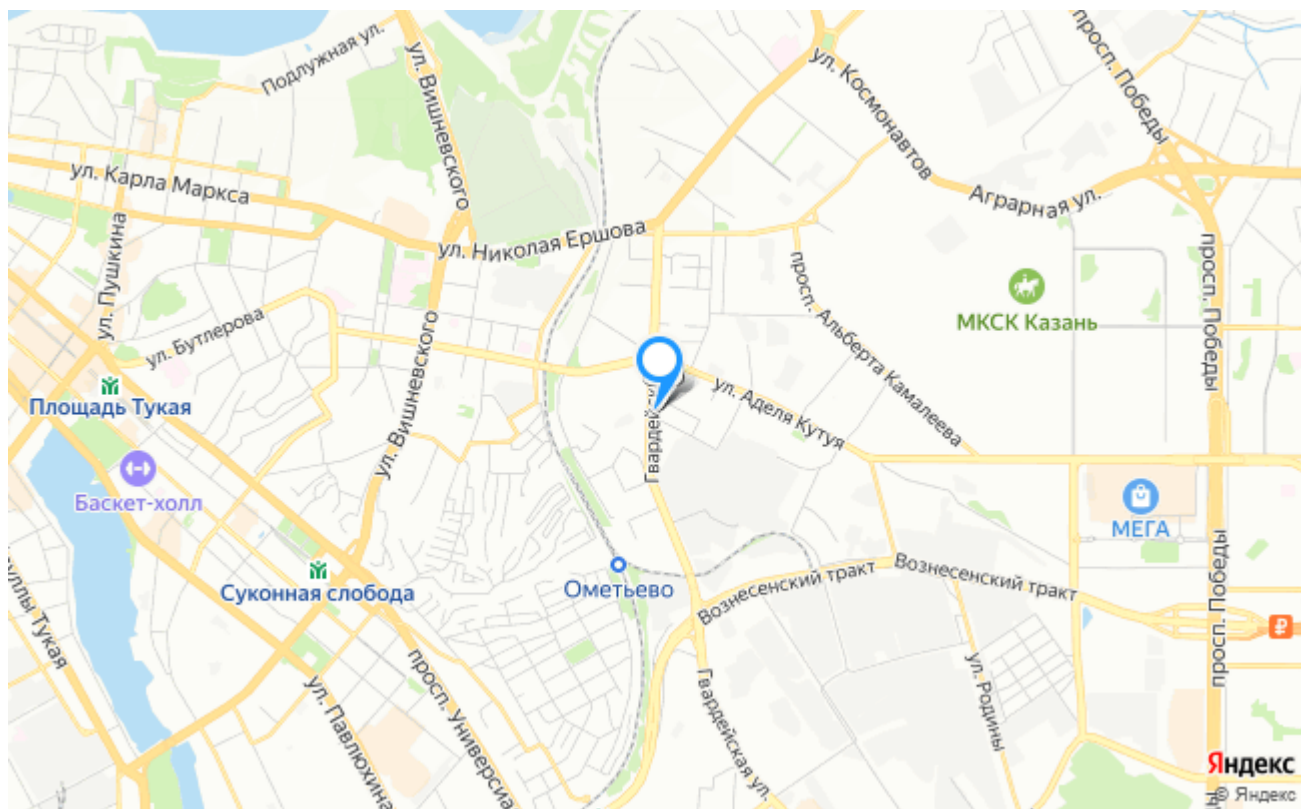 Подлужная ул.
ул. Вишневского
ул. Космонавтов
просп. Победы
ул. Карла Маркса
Аграрная ул.
ул. Николая Ершова
ул. Пушкина
просп. Победы
просп. Альберта Камалеева
МКСК Казань
ул. Бутлерова
ул. Вишневского
Площадь Тукая
ул. Аделя Кутуя
Баскет-холл
МЕГА
Ометьево
Суконная слобода
Вознесенский тракт
Вознесенский тракт
просп. Победы
ул. Родины
Гвардейская ул.
ул. Павлюхина
Яндекс
© Яндекс